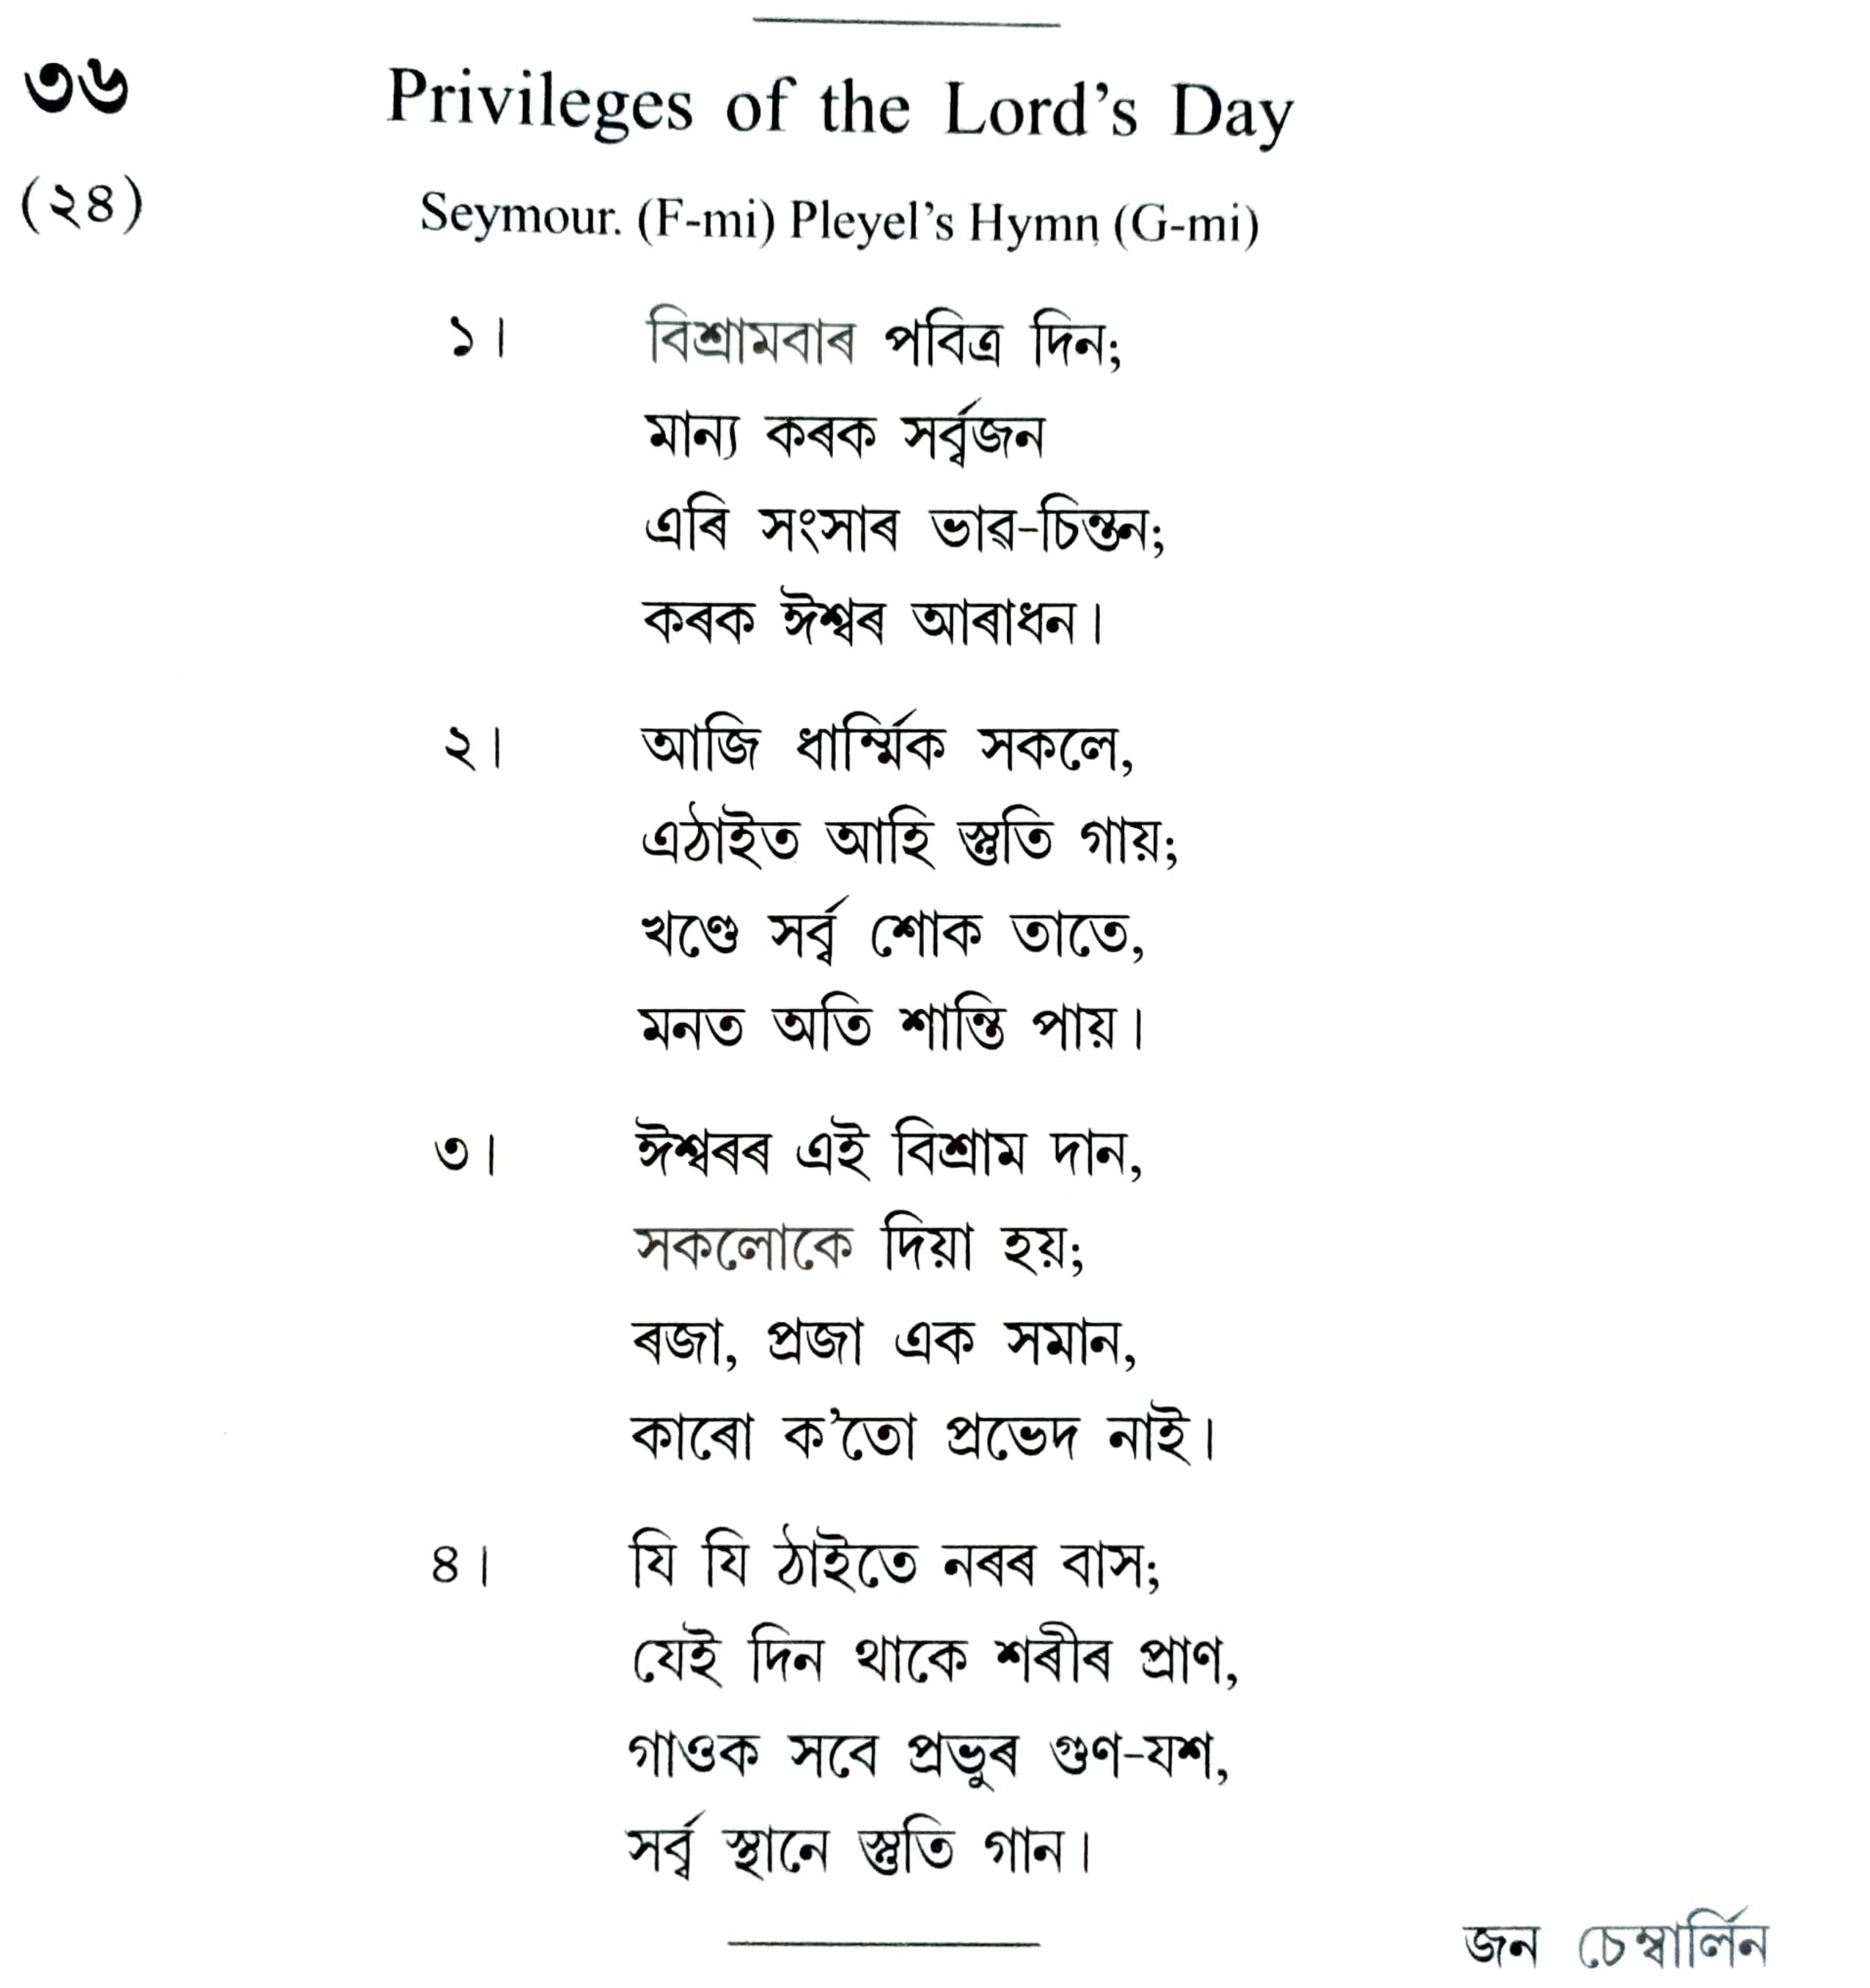 ৩৬ Privileges of the Lord’s Day
(২৪) Seymour. (F-mi) Pleyel’s Hymn (G-mi)
১। বিশ্ৰামবাৰ পবিত্ৰ দিন;
মান্য কৰক সৰ্ব্বজন
এৰি সংসাৰ ভাৱ-চিন্তন;
কৰক ঈশ্বৰ আৰাধন।
২। আজি ধাৰ্ম্মিক সকলে,
এঠাইত আহি স্তুতি গায়;
খণ্ডে সৰ্ব্ব শোক তাতে,
মনত অতি শান্তি পায়।
৩। ঈশ্বৰৰ এই বিশ্ৰাম দান,
সকলোকে দিয়া হয়;
ৰজা, প্ৰজা এক সমান,
কাৰো ক’তো প্ৰভেদ নাই।
৪। যি যি ঠাইতে নৰৰ বাস;
যেই দিন থাকে শৰীৰ প্ৰাণ,
গাওক সবে প্ৰভুৰ গুণ-যশ,
সৰ্ব্ব স্থানে স্তুতি গান।
জন চেম্বাৰ্লিন